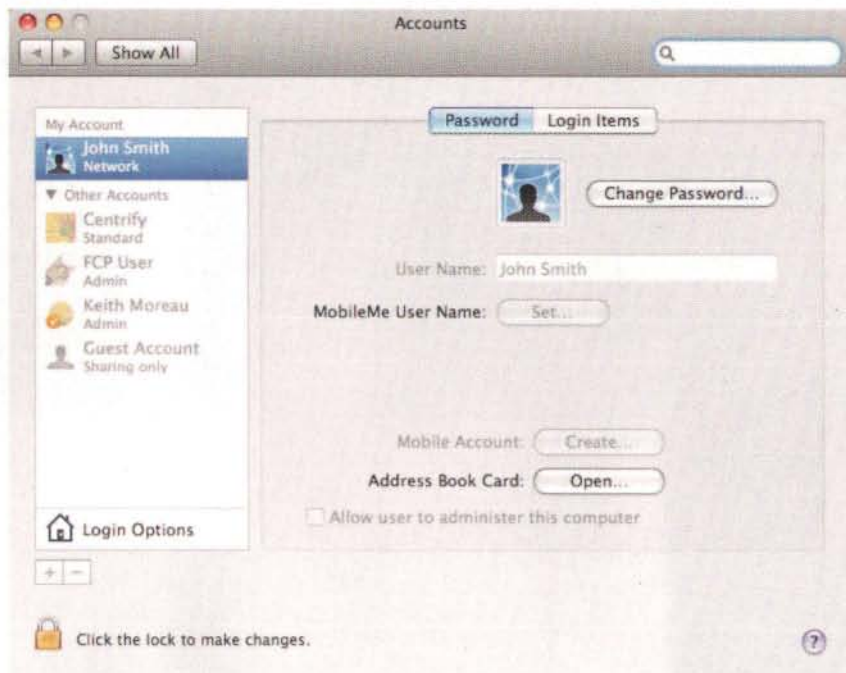 Accounts
Show All
My Account
John Smith
Network
Other Accounts
Centrify
Standard
FCP User
Admin
Keith Moreau
Admin
Guest Account
Sharing only
Login Options
Password
Login Items
Change Password...
User Name: John Smith
MobileMe User Name: Set...
Mobile Account: Create...
Address Book Card: Open...
Allow user to administer this computer
+ −
Click the lock to make changes.
?